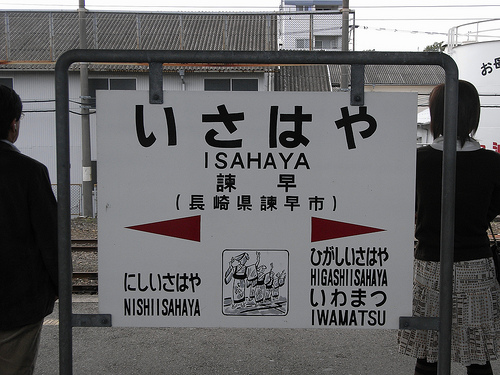 いさはや
ISAHAYA
諫早
(長崎県諫早市)
にしいさはや
NISHIISAHAYA
ひがしいさはや
HIGASHIISAHAYA
いわまつ
IWAMATSU